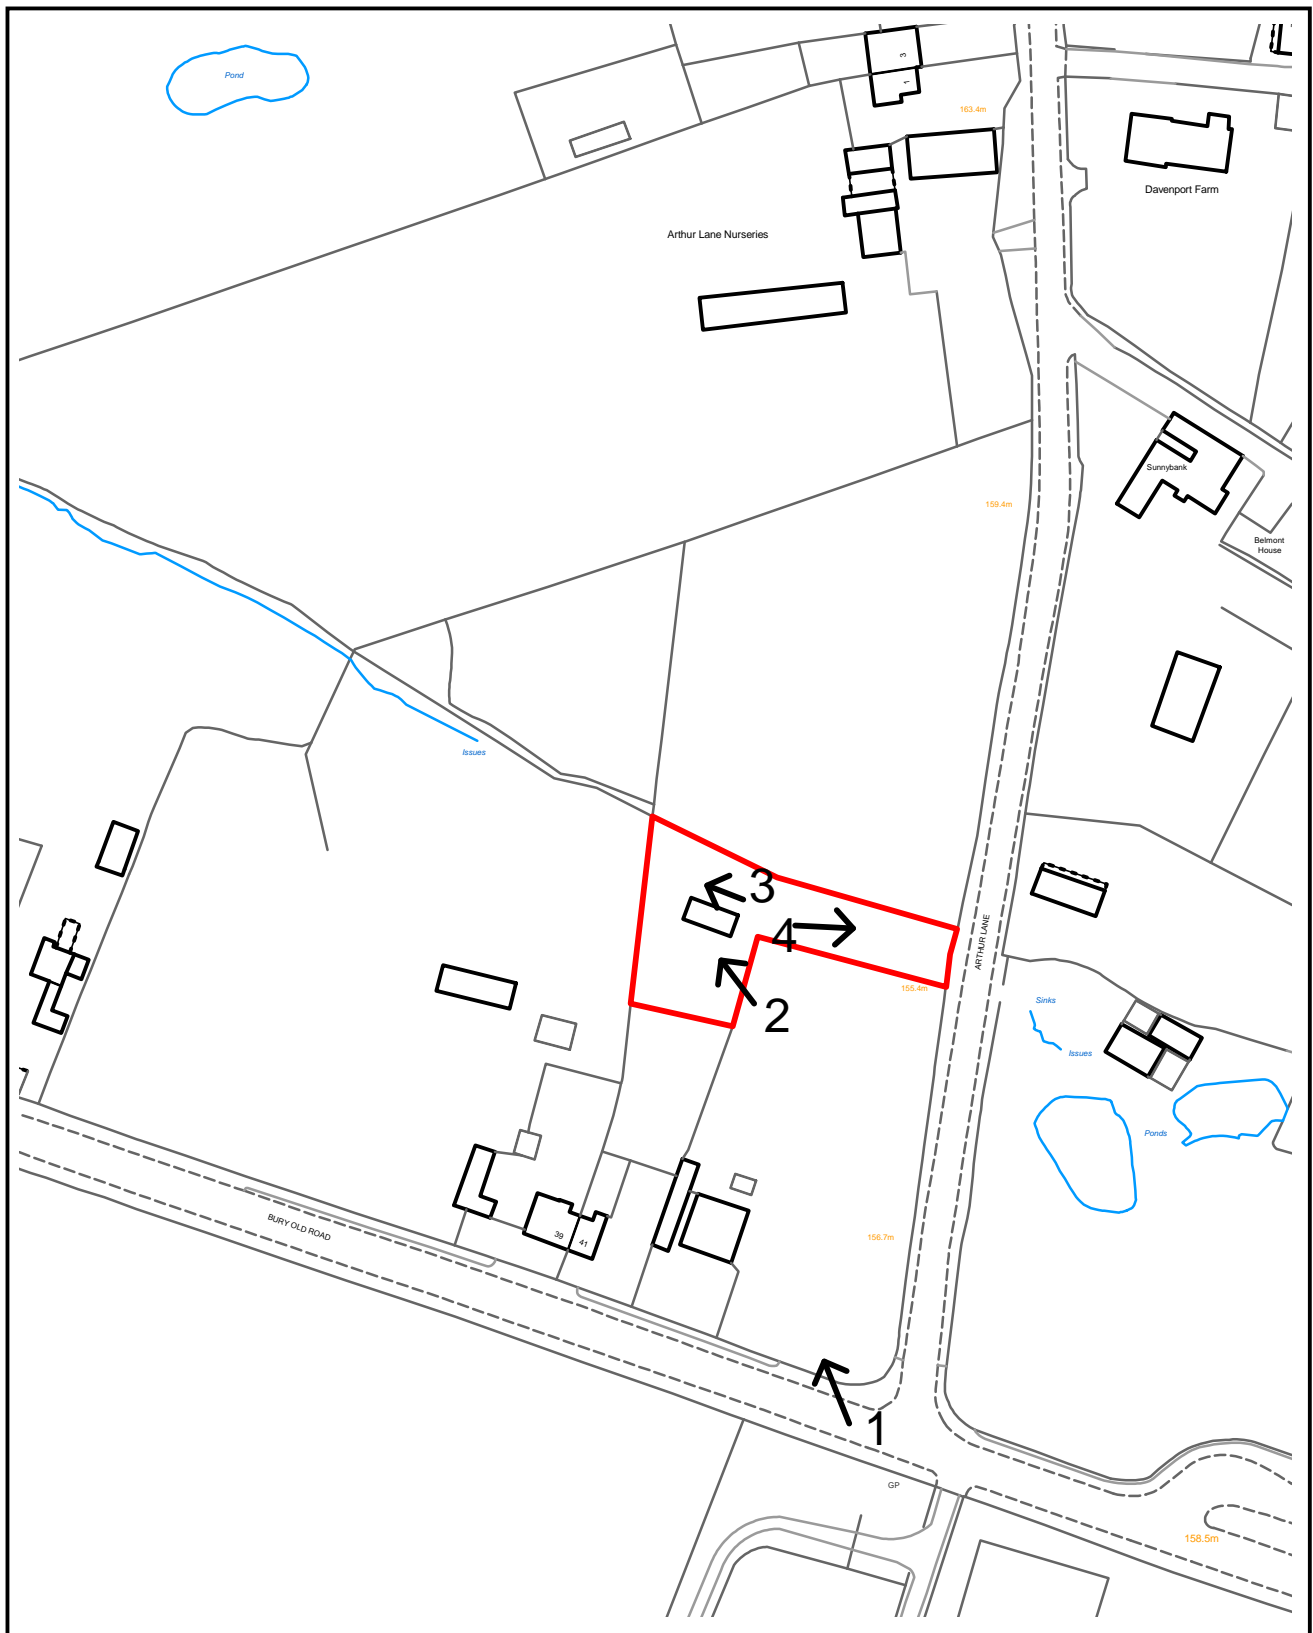 Pond
3
1
163.4m
Davenport Farm
Arthur Lane Nurseries
Sunnybank
159.4m
Belmont
House
Issues
3
4
ARTHUR LANE
155.4m
2
Sinks
Issues
Ponds
BURY OLD ROAD
39
41
156.7m
1
GP
158.5m